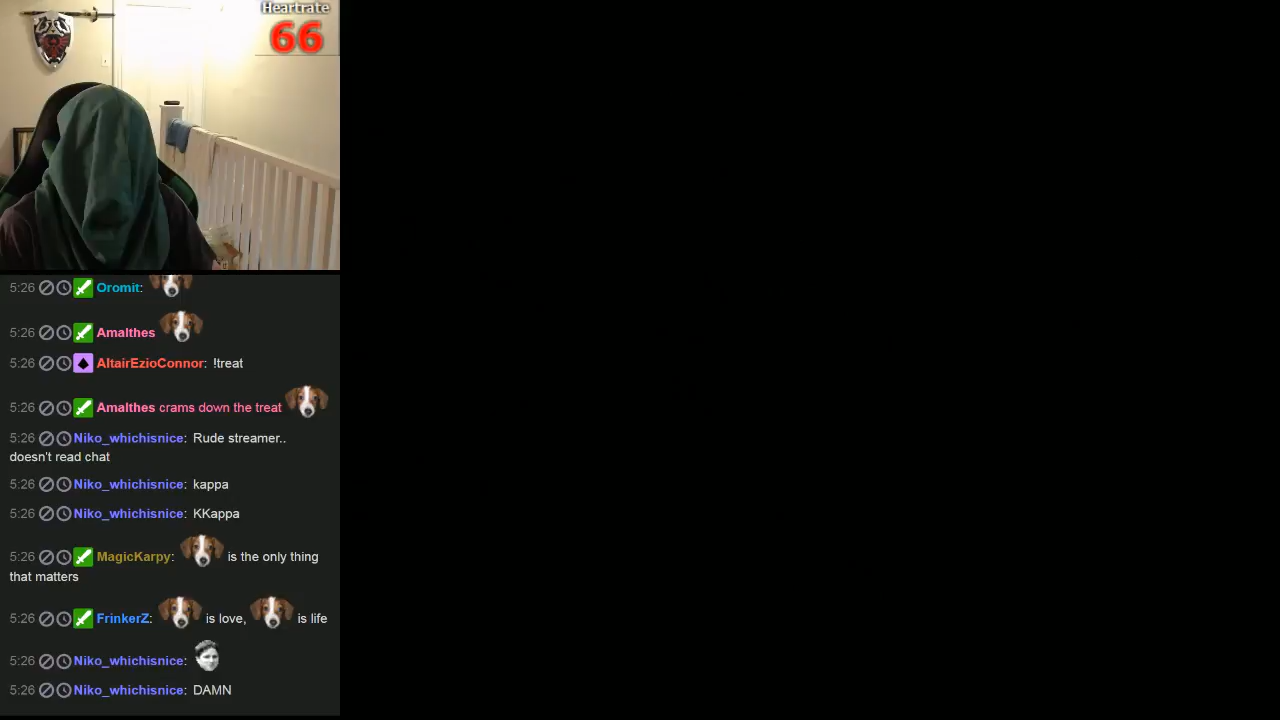 Heartrate
66
5:26 Oromit:
5:26 Amalthes
5:26 AltairEzioConnor: !treat
5:26 Amalthes crams down the treat
5:26 Niko_whichisnice: Rude streamer..
doesn't read chat
5:26 Niko_whichisnice: kappa
5:26 Niko_whichisnice: KKappa
5:26 MagicKarpy: is the only thing
that matters
5:26 FrinkerZ: is love, is life
5:26 Niko_whichisnice:
5:26 Niko_whichisnice: DAMN